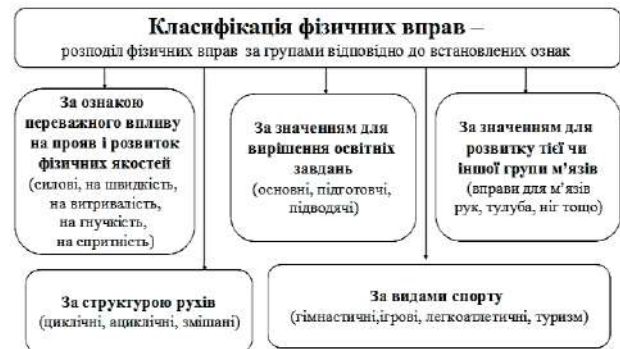 Класифікація фізичних вправ –
розподіл фізичних вправ за групами відповідно до встановлених ознак
За ознакою
переважного впливу
на прояв і розвиток
фізичних якостей
(силові, на швидкість,
на витривалість,
на гнучкість,
на спритність)
За значенням для
вирішення освітніх
завдань
(основні, підготовчі,
підводячі)
За значенням для
розвитку тієї чи
іншої групи м’язів
(вправи для м’язів
рук, тулуба, ніг тощо)
За структурою рухів
(циклічні, ациклічні, змішані)
За видами спорту
(гімнастичні,ігрові, легкоатлетичні, туризм)